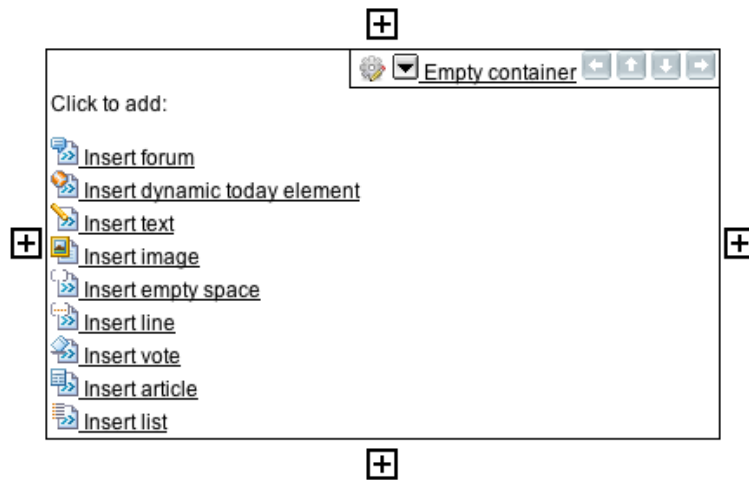 Empty container
Click to add:
Insert forum
Insert dynamic today element
Insert text
Insert image
Insert empty space
Insert line
Insert vote
Insert article
Insert list